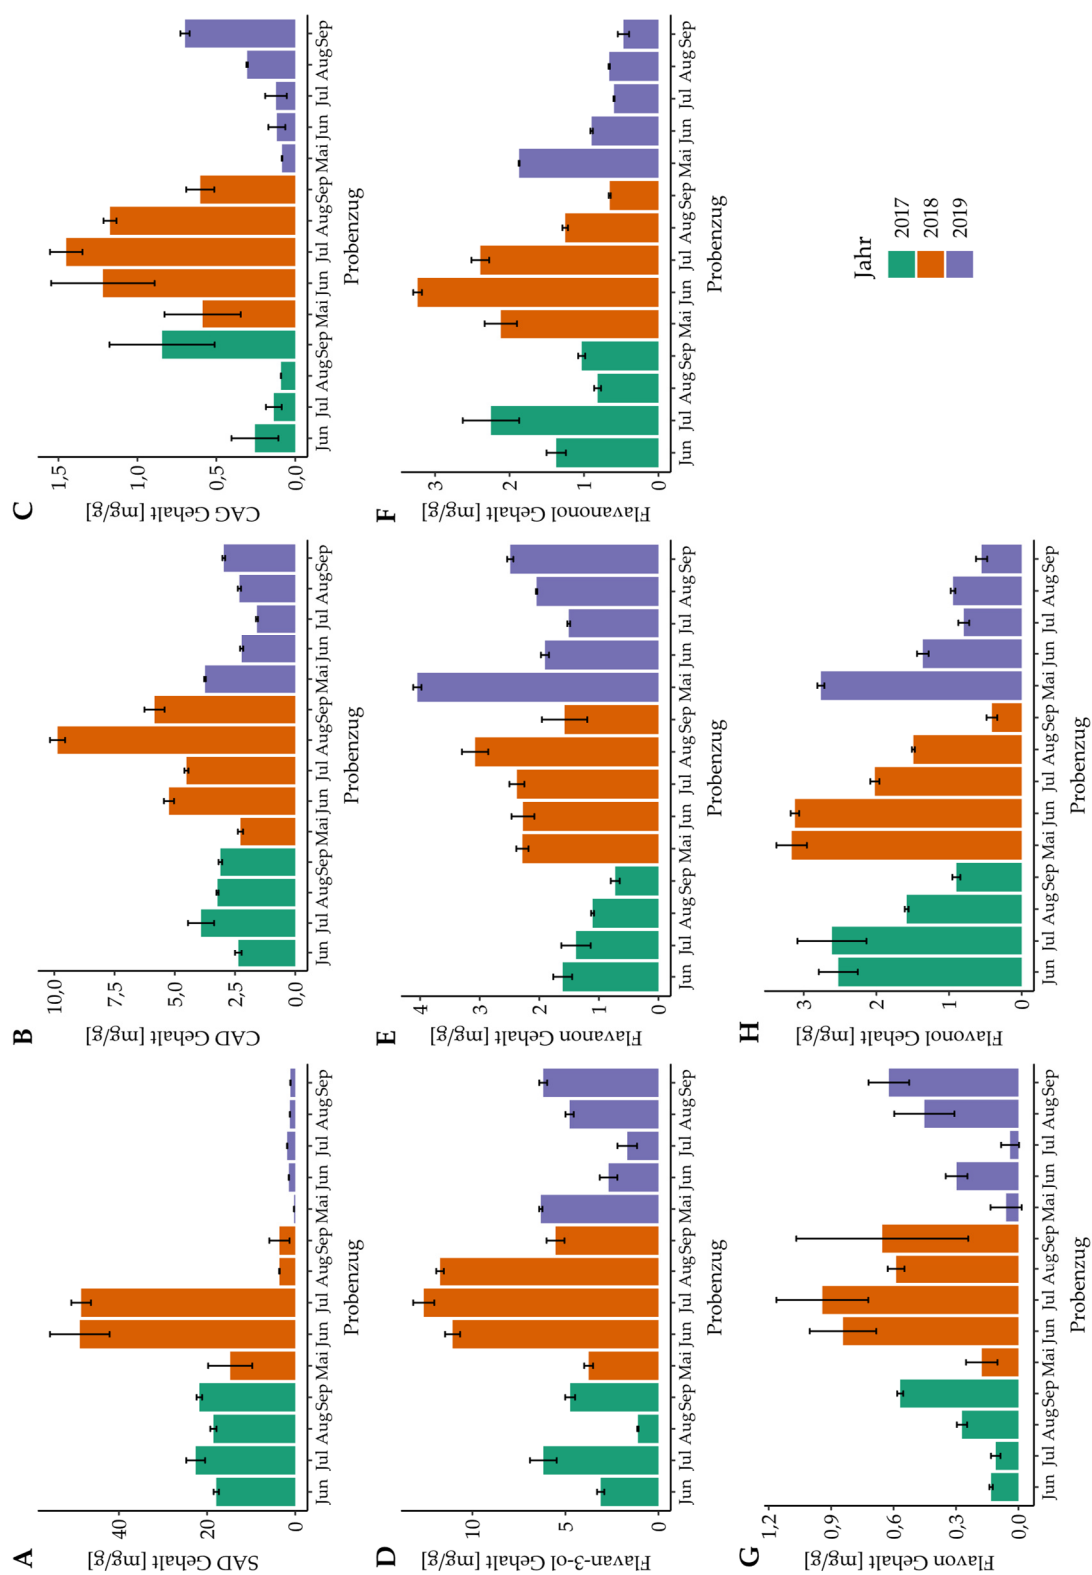 A
SAD Gehalt [mg/g]
40
20
0
Jun Jul Aug Sep Mai Jun Jul Aug Sep Mai Jun Jul Aug Sep
Probenzug
B
CAD Gehalt [mg/g]
10,0
7,5
5,0
2,5
0,0
Jun Jul Aug Sep Mai Jun Jul Aug Sep Mai Jun Jul Aug Sep
Probenzug
C
CAG Gehalt [mg/g]
1,5
1,0
0,5
0,0
Jun Jul Aug Sep Mai Jun Jul Aug Sep Mai Jun Jul Aug Sep
Probenzug
D
Flavan-3-ol Gehalt [mg/g]
10
5
0
Jun Jul Aug Sep Mai Jun Jul Aug Sep Mai Jun Jul Aug Sep
Probenzug
E
Flavanon Gehalt [mg/g]
4
3
2
1
0
Jun Jul Aug Sep Mai Jun Jul Aug Sep Mai Jun Jul Aug Sep
Probenzug
F
Flavanonol Gehalt [mg/g]
3
2
1
0
Jun Jul Aug Sep Mai Jun Jul Aug Sep Mai Jun Jul Aug Sep
Probenzug
G
Flavon Gehalt [mg/g]
1,2
0,9
0,6
0,3
0,0
Jun Jul Aug Sep Mai Jun Jul Aug Sep Mai Jun Jul Aug Sep
Probenzug
H
Flavonol Gehalt [mg/g]
3
2
1
0
Jun Jul Aug Sep Mai Jun Jul Aug Sep Mai Jun Jul Aug Sep
Probenzug
Jahr
2017
2018
2019